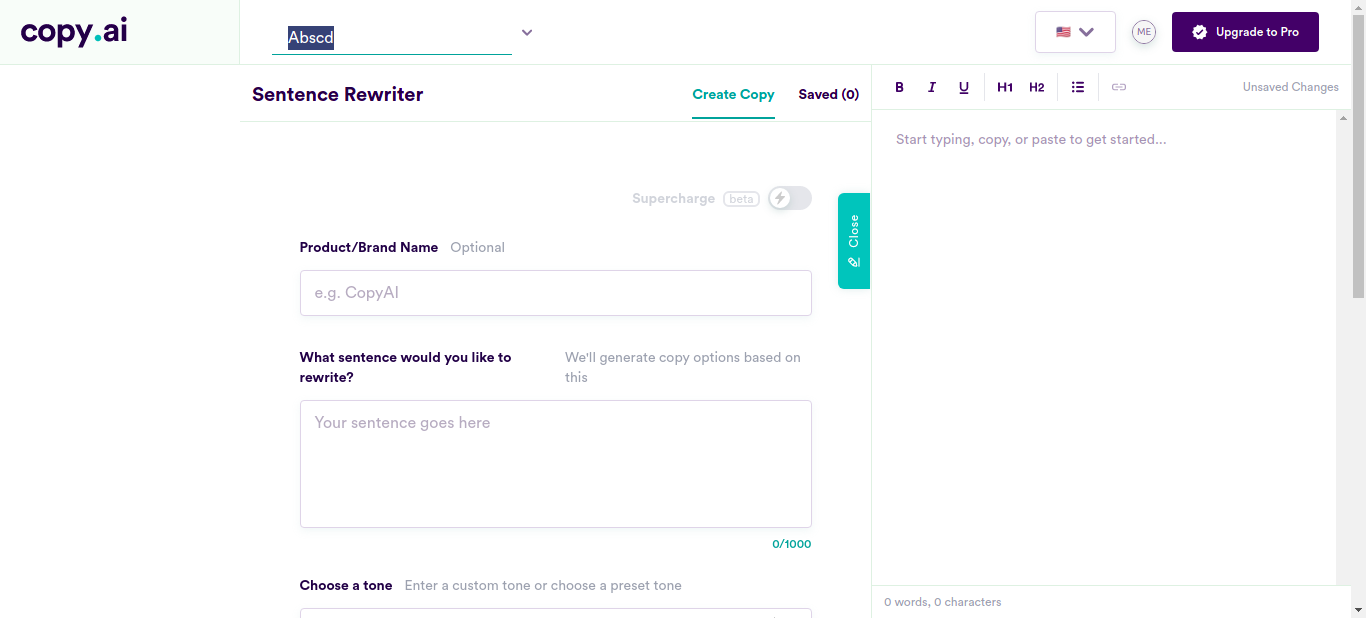 copy.ai
Abscd
ME
Upgrade to Pro
Sentence Rewriter
Create Copy
Saved (0)
B I U H1 H2
Unsaved Changes
Start typing, copy, or paste to get started...
Supercharge beta
Close
Product/Brand Name Optional
e.g. CopyAI
What sentence would you like to
rewrite?
We'll generate copy options based on
this
Your sentence goes here
0/1000
Choose a tone Enter a custom tone or choose a preset tone
0 words, 0 characters